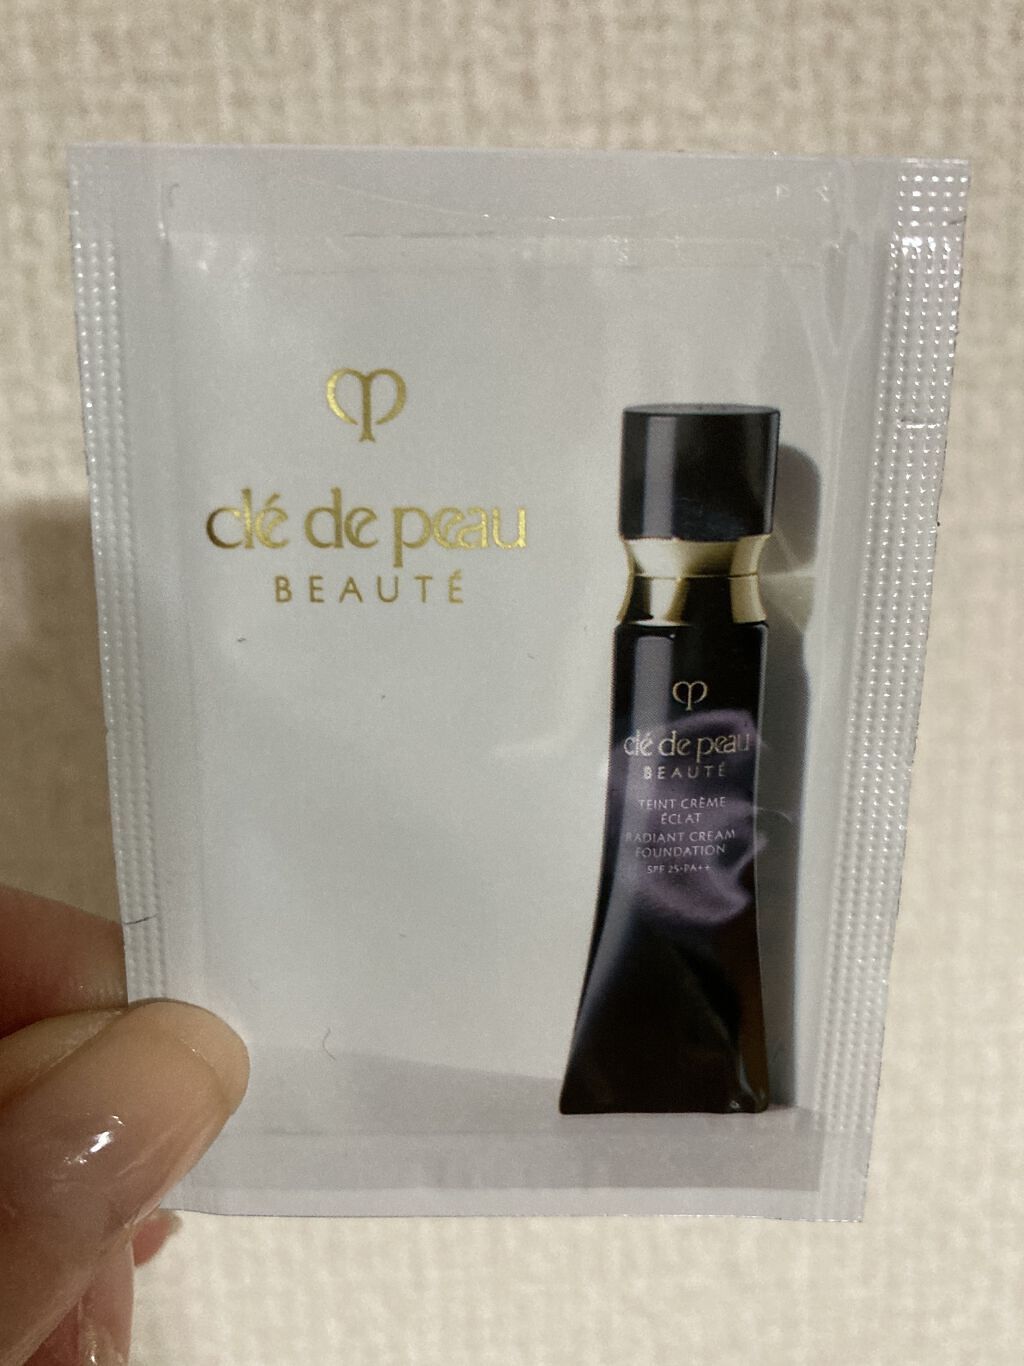 clé de peau
BEAUTÉ
clé de peau
BEAUTÉ
TEINT CRÈME
ÉCLAT
RADIANT CREAM
FOUNDATION
SPF 25・PA++